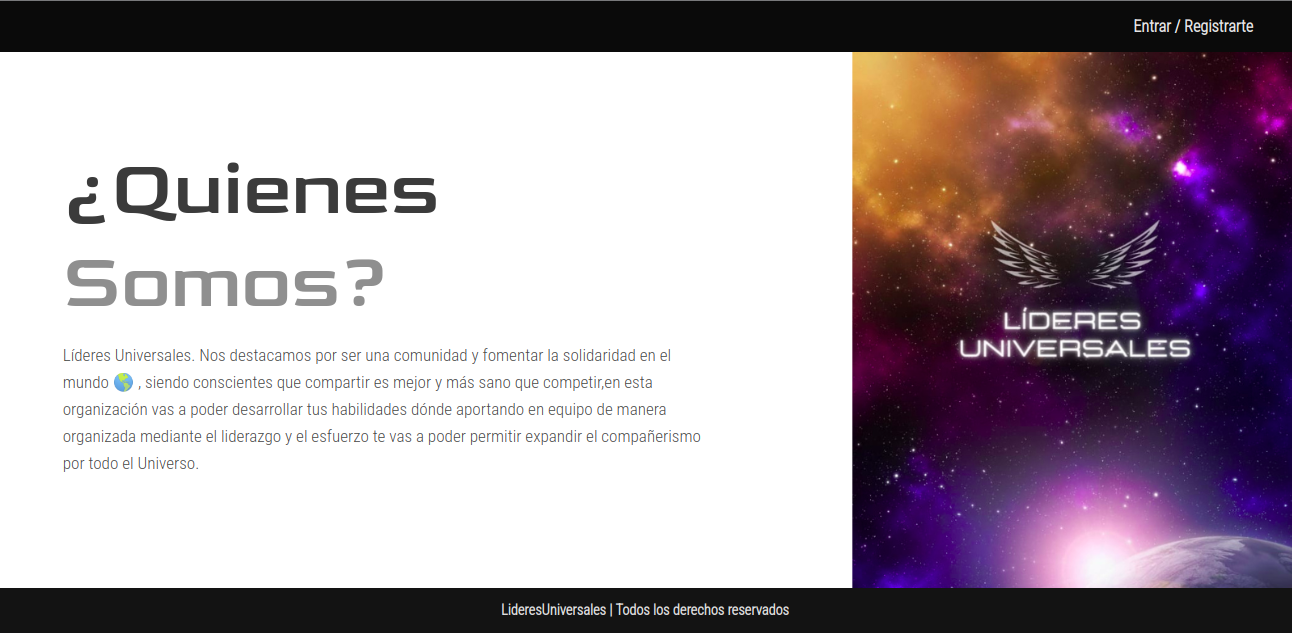 Entrar / Registrarte
¿Quienes
Somos?
Líderes Universales. Nos destacamos por ser una comunidad y fomentar la solidaridad en el
mundo 🌎 , siendo conscientes que compartir es mejor y más sano que competir,en esta
organización vas a poder desarrollar tus habilidades dónde aportando en equipo de manera
organizada mediante el liderazgo y el esfuerzo te vas a poder permitir expandir el compañerismo
por todo el Universo.
LÍDERES
UNIVERSALES
LideresUniversales | Todos los derechos reservados